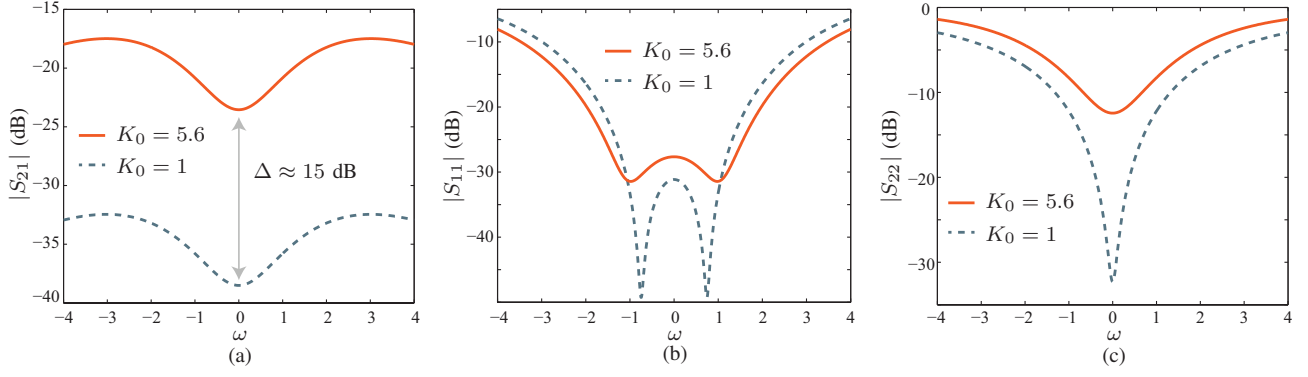 |S21| (dB)
−15
−20
−25
−30
−35
−40
K0 = 5.6
K0 = 1
Δ ≈ 15 dB
−4 −3 −2 −1 0 1 2 3 4
ω
(a)
|S11| (dB)
−10
−20
−30
−40
K0 = 5.6
K0 = 1
−4 −3 −2 −1 0 1 2 3 4
ω
(b)
|S22| (dB)
0
−10
−20
−30
K0 = 5.6
K0 = 1
−4 −3 −2 −1 0 1 2 3 4
ω
(c)